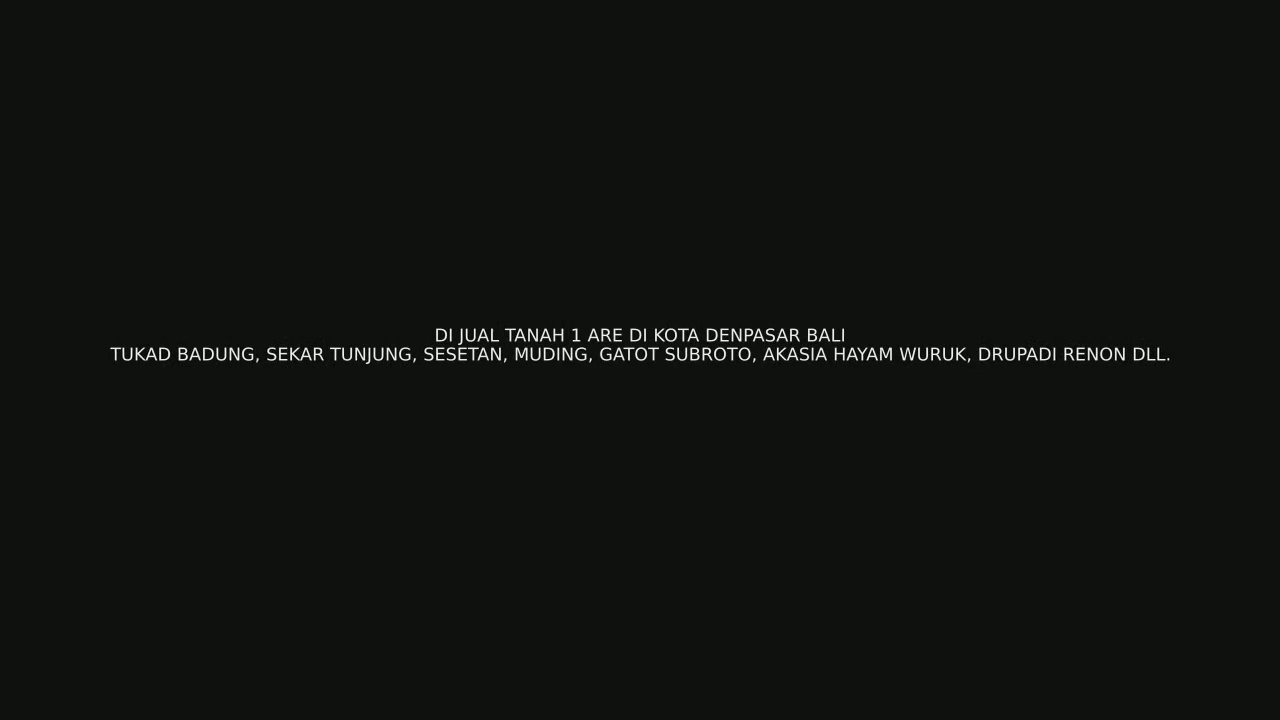 DI JUAL TANAH 1 ARE DI KOTA DENPASAR BALI
TUKAD BADUNG, SEKAR TUNJUNG, SESETAN, MUDING, GATOT SUBROTO, AKASIA HAYAM WURUK, DRUPADI RENON DLL.